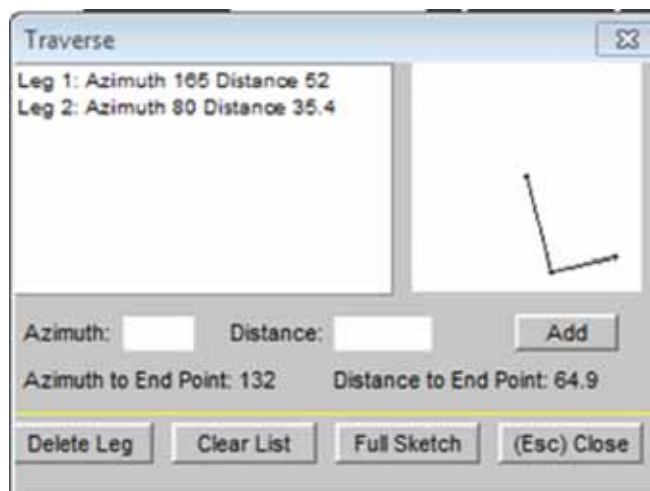 Traverse
Leg 1: Azimuth 165 Distance 52
Leg 2: Azimuth 80 Distance 35.4
Azimuth: Distance: Add
Azimuth to End Point: 132 Distance to End Point: 64.9
Delete Leg Clear List Full Sketch (Esc) Close